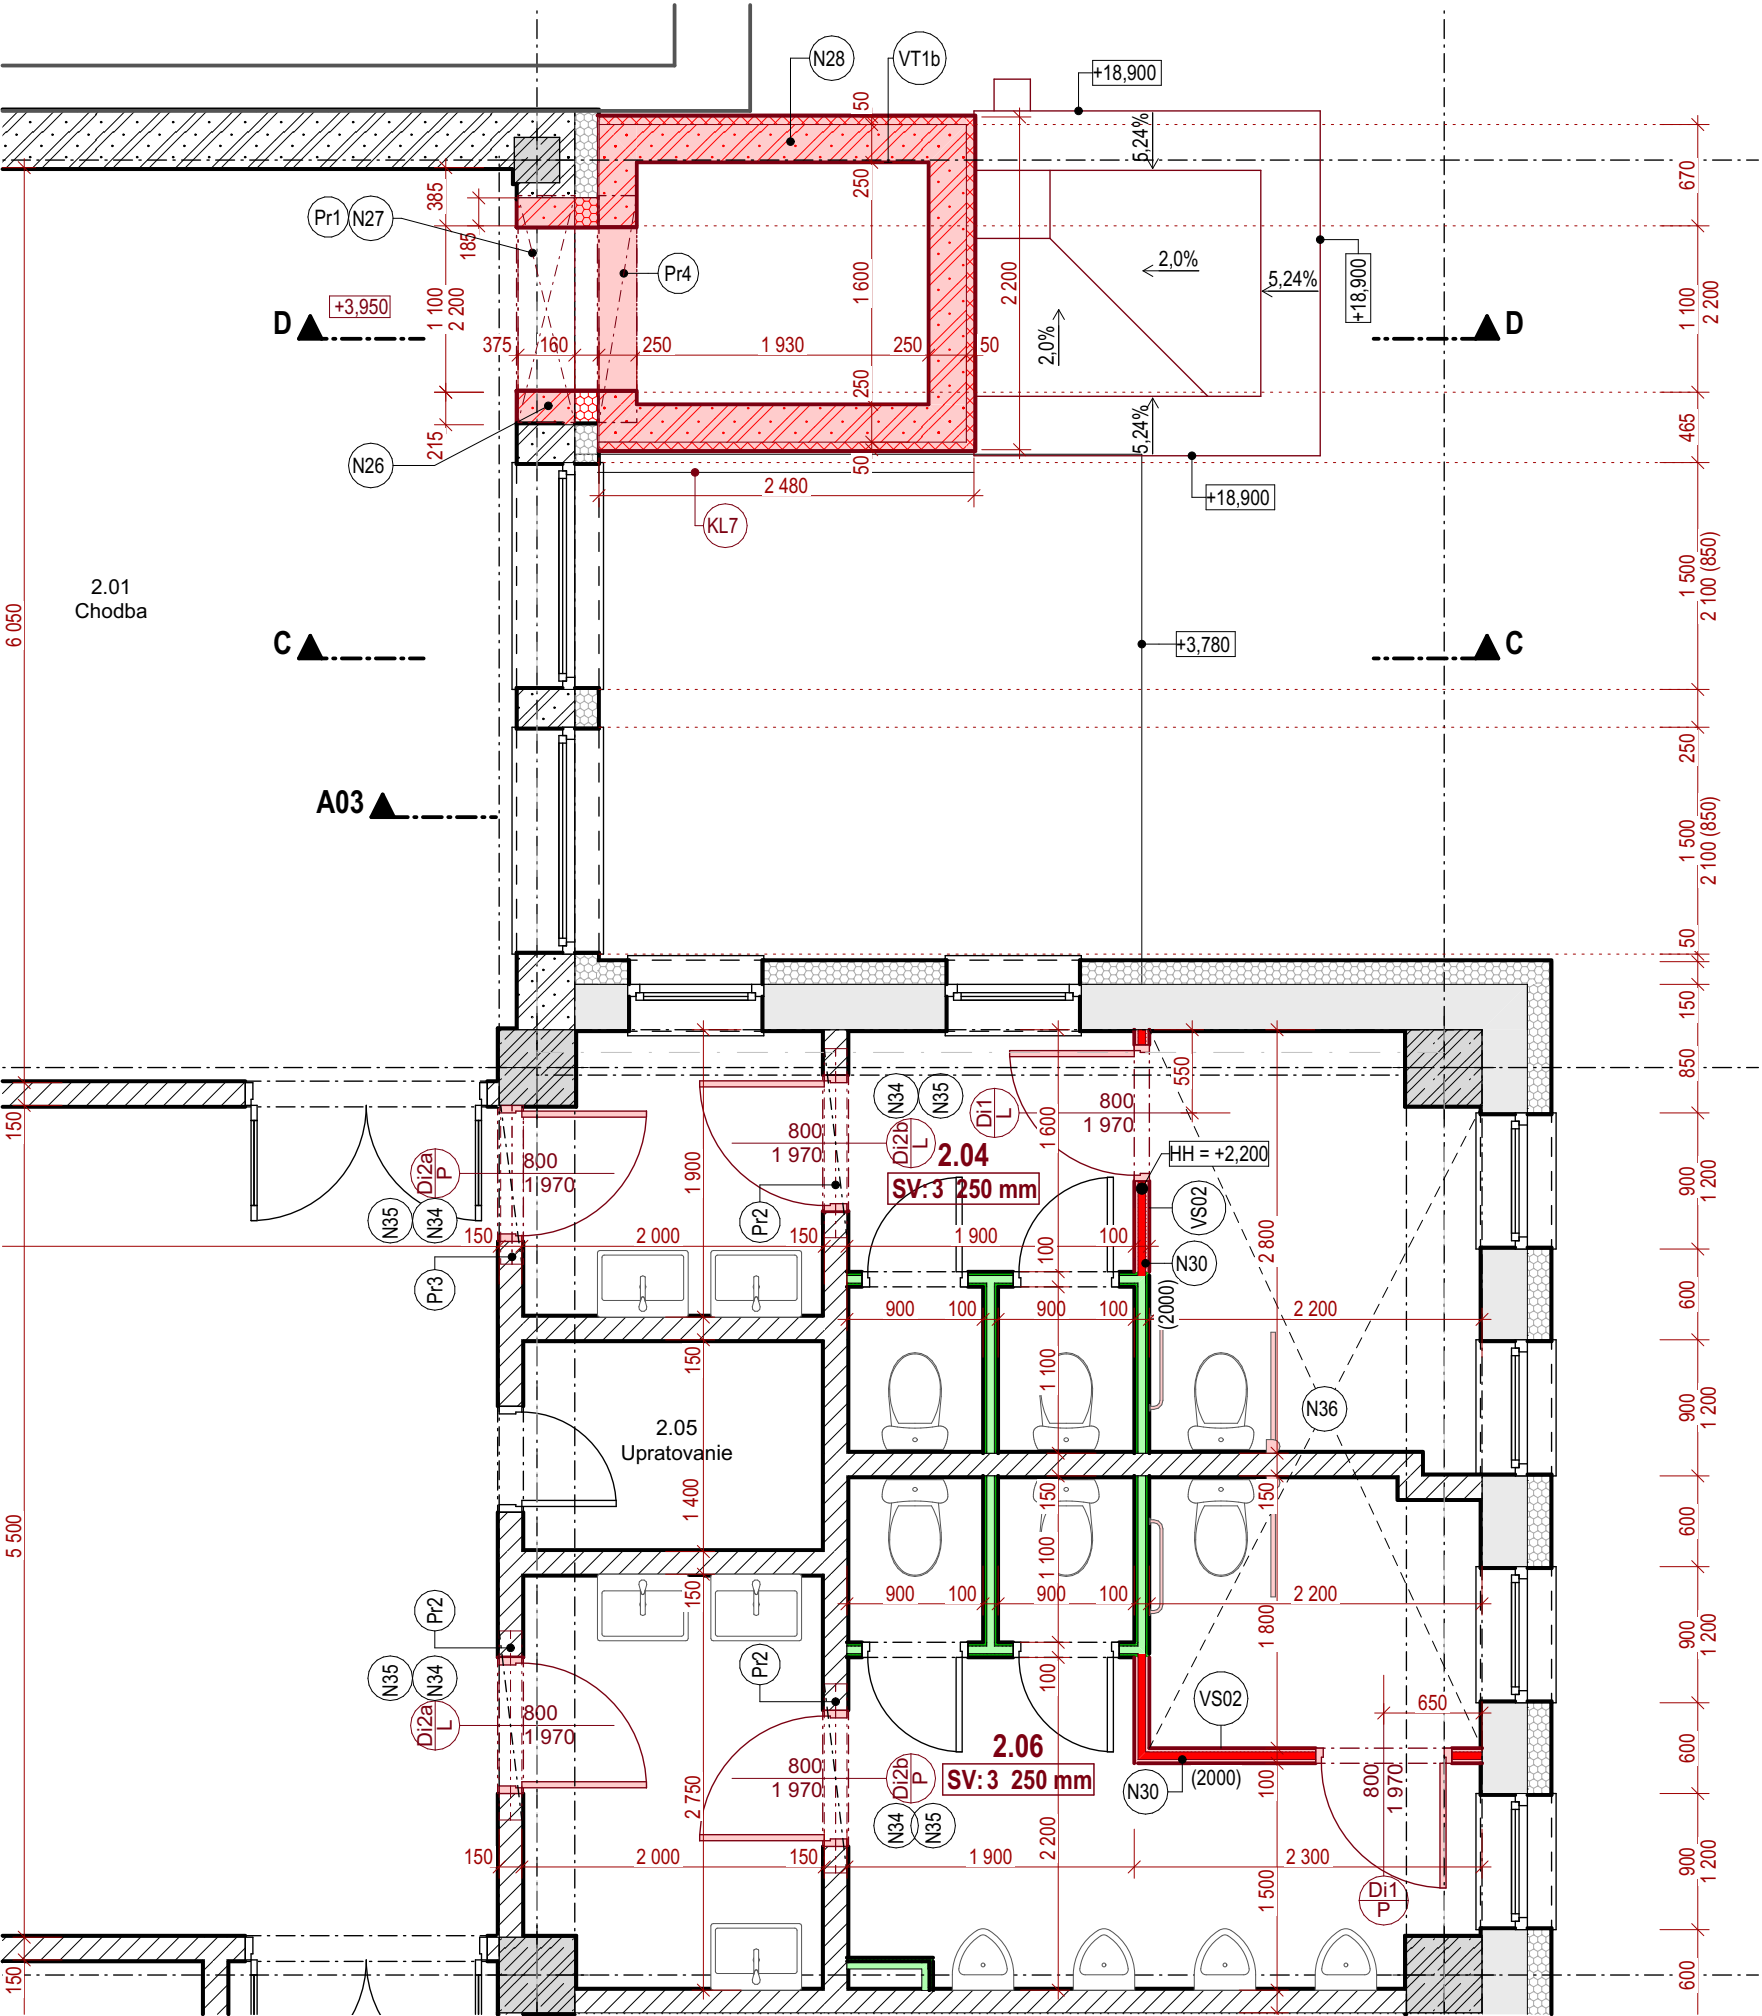 N28
VT1b
+18,900
50
5,24%
250
670
385
185
Pr1
N27
Pr4
1 600
2 200
2,0%
5,24%
+18,900
1 100
2 200
D
+3,950
1 100
2 200
D
375
160
250
1 930
250
50
2,0%
250
5,24%
465
215
N26
50
2 480
+18,900
KL7
1 500
2 100 (850)
2.01
Chodba
6 050
C
+3,780
C
250
A03
1 500
2 100 (850)
50
150
550
850
N34
N35
Di1
L
800
1 970
1 600
150
800
1 970
Di2b
L
2.04
HH = +2,200
SV: 3 250 mm
Di2a
P
800
1 970
1 900
900
1 200
N35
N34
Pr2
VS02
150
2 000
150
1 900
100
100
2 800
N30
Pr3
(2000)
600
900
100
900
100
2 200
150
1 100
N36
900
1 200
2.05
Upratovanie
1 400
150
150
600
5 500
1 100
150
900
100
900
100
2 200
Pr2
1 800
900
1 200
Pr2
100
N35
N34
VS02
650
Di2a
L
800
1 970
2.06
600
800
1 970
Di2b
P
SV: 3 250 mm
N30
(2000)
100
800
1 970
2 750
N34
N35
2 200
150
2 000
150
1 900
2 300
900
1 200
1 500
Di1
P
150
600